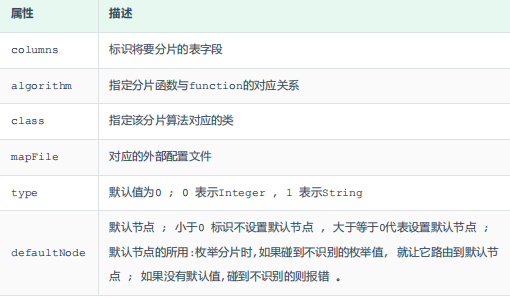 属性 描述
columns 标识将要分片的表字段
algorithm 指定分片函数与function的对应关系
class 指定该分片算法对应的类
mapFile 对应的外部配置文件
type 默认值为0 ; 0 表示Integer , 1 表示String
defaultNode 默认节点 ; 小于0 标识不设置默认节点 , 大于等于0代表设置默认节点 ;
默认节点的所用:枚举分片时,如果碰到不识别的枚举值, 就让它路由到默认节
点 ; 如果没有默认值,碰到不识别的则报错 。